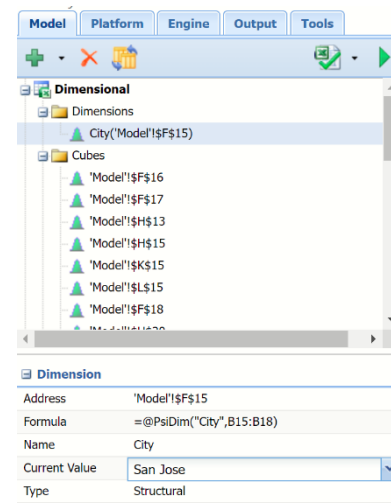 Model Platform Engine Output Tools
Dimensional
Dimensions
City('Model'!$F$15)
Cubes
'Model'!$F$16
'Model'!$F$17
'Model'!$H$13
'Model'!$H$15
'Model'!$K$15
'Model'!$L$15
'Model'!$F$18
Dimension
Address 'Model'!$F$15
Formula =@PsiDim("City",B15:B18)
Name City
Current Value San Jose
Type Structural